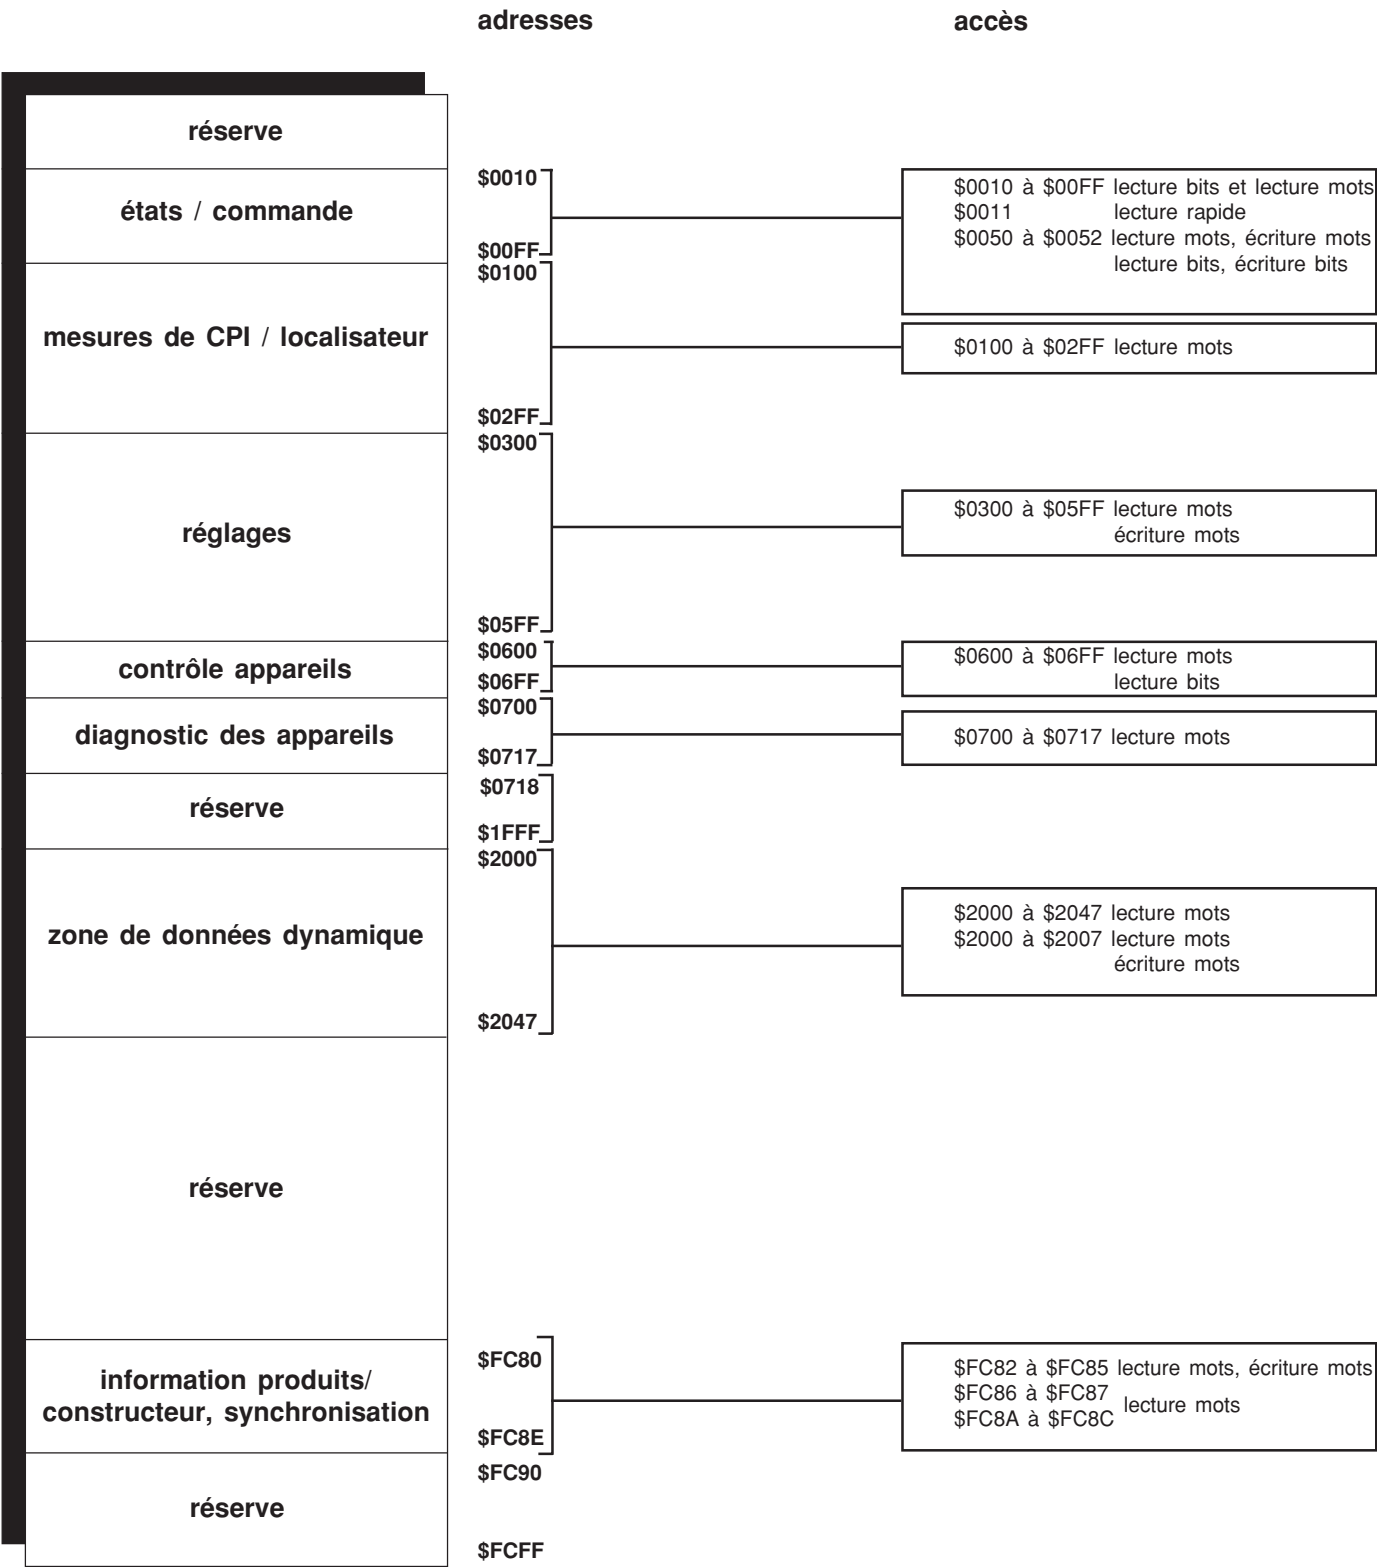 adresses accès
réserve
états / commande
$0010
$00FF
$0010 à $00FF lecture bits et lecture mots
$0011 lecture rapide
$0050 à $0052 lecture mots, écriture mots
lecture bits, écriture bits
mesures de CPI / localisateur
$0100
$02FF
$0100 à $02FF lecture mots
réglages
$0300
$05FF
$0300 à $05FF lecture mots
écriture mots
contrôle appareils
$0600
$06FF
$0600 à $06FF lecture mots
lecture bits
diagnostic des appareils
$0700
$0717
$0700 à $0717 lecture mots
réserve
$0718
$1FFF
zone de données dynamique
$2000
$2047
$2000 à $2047 lecture mots
$2000 à $2007 lecture mots
écriture mots
réserve
information produits/
constructeur, synchronisation
$FC80
$FC8E
$FC82 à $FC85 lecture mots, écriture mots
$FC86 à $FC87
lecture mots
$FC8A à $FC8C
réserve
$FC90
$FCFF